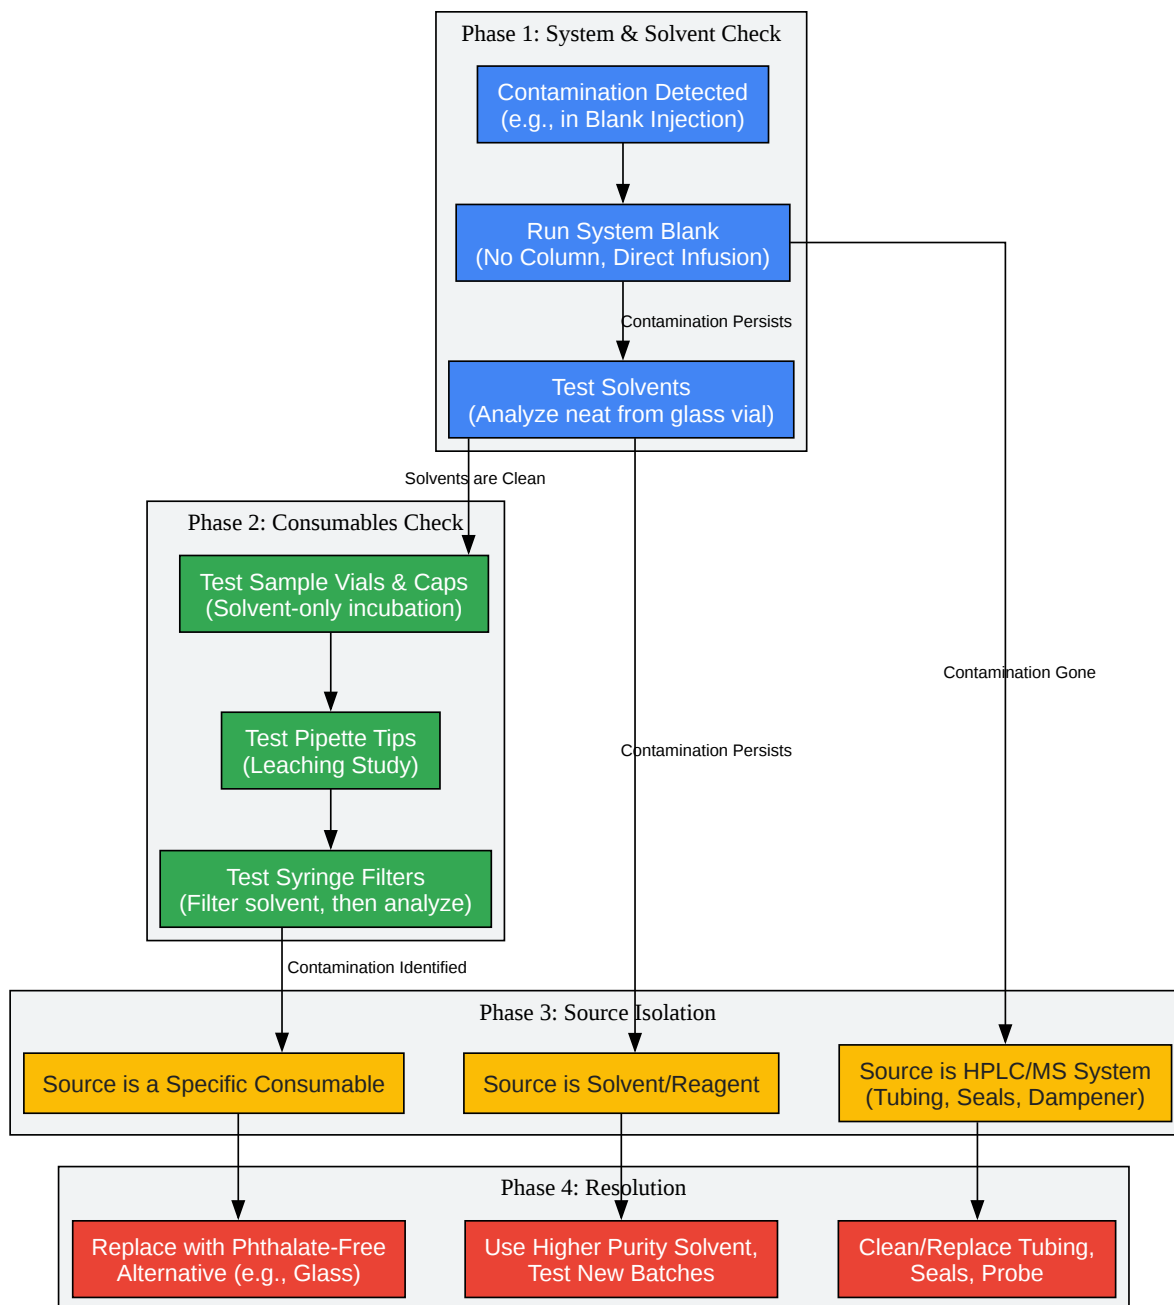 Phase 1: System & Solvent Check
Contamination Detected
(e.g., in Blank Injection)
Run System Blank
(No Column, Direct Infusion)
Contamination Persists
Test Solvents
(Analyze neat from glass vial)
Solvents are Clean
Phase 2: Consumables Check
Test Sample Vials & Caps
(Solvent-only incubation)
Contamination Gone
Test Pipette Tips
(Leaching Study)
Contamination Persists
Test Syringe Filters
(Filter solvent, then analyze)
Contamination Identified
Phase 3: Source Isolation
Source is a Specific Consumable
Source is Solvent/Reagent
Source is HPLC/MS System
(Tubing, Seals, Dampener)
Phase 4: Resolution
Replace with Phthalate-Free
Alternative (e.g., Glass)
Use Higher Purity Solvent,
Test New Batches
Clean/Replace Tubing,
Seals, Probe